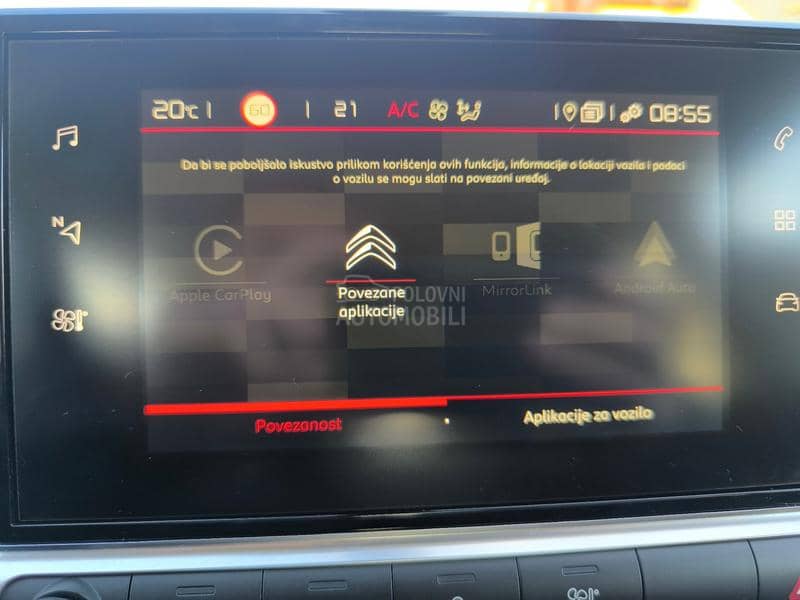 20°C 60 21 A/C 08:55
Da bi se poboljšalo iskustvo prilikom korišćenja ovih funkcija, informacije o lokaciji vozila i podaci
o vozilu se mogu slati na povezani uređaj.
N
Apple CarPlay
Povezane
aplikacije
MirrorLink
Android Auto
POLOVNI
AUTOMOBILI
Povezanost
Aplikacije za vozilo